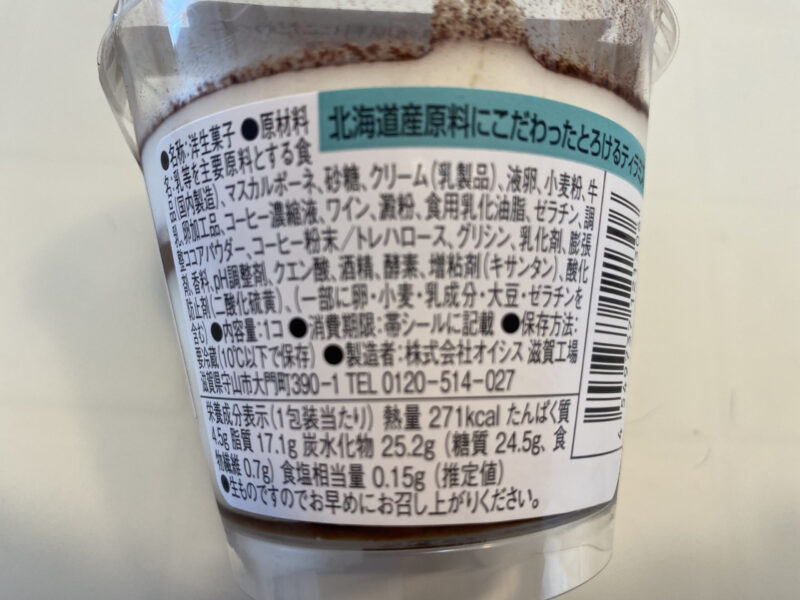 北海道産原料にこだわったとろけるティラミ
●名称:洋生菓子 ●原材料
名:乳等を主要原料とする食
品(国内製造)、マスカルポーネ、砂糖、クリーム(乳製品)、液卵、小麦粉、牛
乳、卵加工品、コーヒー濃縮液、ワイン、澱粉、食用乳化油脂、ゼラチン、調
整ココアパウダー、コーヒー粉末/トレハロース、グリシン、乳化剤、膨張
剤、香料、pH調整剤、クエン酸、酒精、酵素、増粘剤(キサンタン)、酸化
防止剤(二酸化硫黄)、(一部に卵・小麦・乳成分・大豆・ゼラチンを
含む) ●内容量:1コ ●消費期限:帯シールに記載 ●保存方法:
要冷蔵(10℃以下で保存) ●製造者:株式会社オイシス 滋賀工場
滋賀県守山市大門町390-1 TEL 0120-514-027
栄養成分表示(1包装当たり) 熱量 271kcal たんぱく質
4.5g 脂質 17.1g 炭水化物 25.2g (糖質 24.5g、食
物繊維 0.7g) 食塩相当量 0.15g (推定値)
●生ものですのでお早めにお召し上がりください。